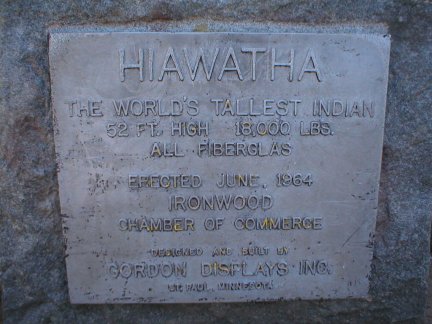 HIAWATHA
THE WORLD'S TALLEST INDIAN
52 FT. HIGH 18,000 LBS.
ALL FIBERGLAS
ERECTED JUNE, 1964
IRONWOOD
CHAMBER OF COMMERCE
DESIGNED AND BUILT BY
GORDON DISPLAYS INC.
ST. PAUL, MINNESOTA